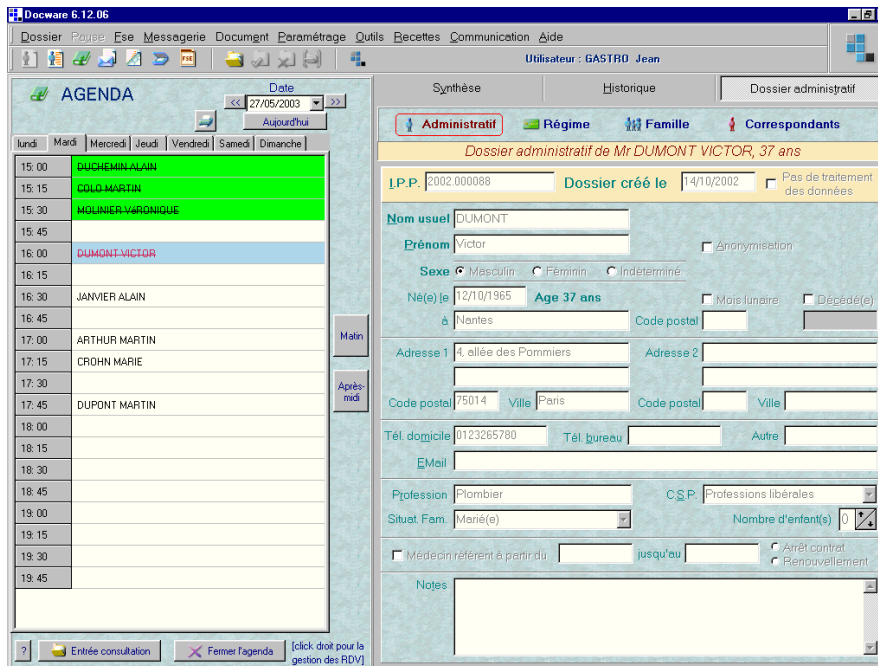 Docware 6.12.06
Dossier Pause Fse Messagerie Document Paramétrage Outils Recettes Communication Aide
FSE
Utilisateur : GASTRO Jean
AGENDA
Date
<< 27/05/2003 >>
Aujourd'hui
lundi Mardi Mercredi Jeudi Vendredi Samedi Dimanche
15: 00 DUCHEMIN ALAIN
15: 15 COLO MARTIN
15: 30 MOLINIER VéRONIQUE
15: 45
16: 00 DUMONT VICTOR
16: 15
16: 30 JANVIER ALAIN
16: 45
17: 00 ARTHUR MARTIN
17: 15 CROHN MARIE
17: 30
17: 45 DUPONT MARTIN
18: 00
18: 15
18: 30
18: 45
19: 00
19: 15
19: 30
19: 45
Matin
Après-
midi
? Entrée consultation Fermer l'agenda
[click droit pour la
gestion des RDV]
Synthèse Historique Dossier administratif
Administratif Régime Famille Correspondants
Dossier administratif de Mr DUMONT VICTOR, 37 ans
I.P.P. 2002.000088 Dossier créé le 14/10/2002 Pas de traitement
des données
Nom usuel DUMONT
Prénom Victor Anonymisation
Sexe Masculin Féminin Indéterminé
Né(e) le 12/10/1965 Age 37 ans Mois lunaire Décédé(e)
à Nantes Code postal
Adresse 1 4, allée des Pommiers Adresse 2
Code postal 75014 Ville Paris Code postal Ville
Tél. domicile 0123265780 Tél. bureau Autre
EMail
Profession Plombier C.S.P. Professions libérales
Situat. Fam. Marié(e) Nombre d'enfant(s) 0
Médecin référent à partir du jusqu'au Arrêt contrat
Renouvellement
Notes